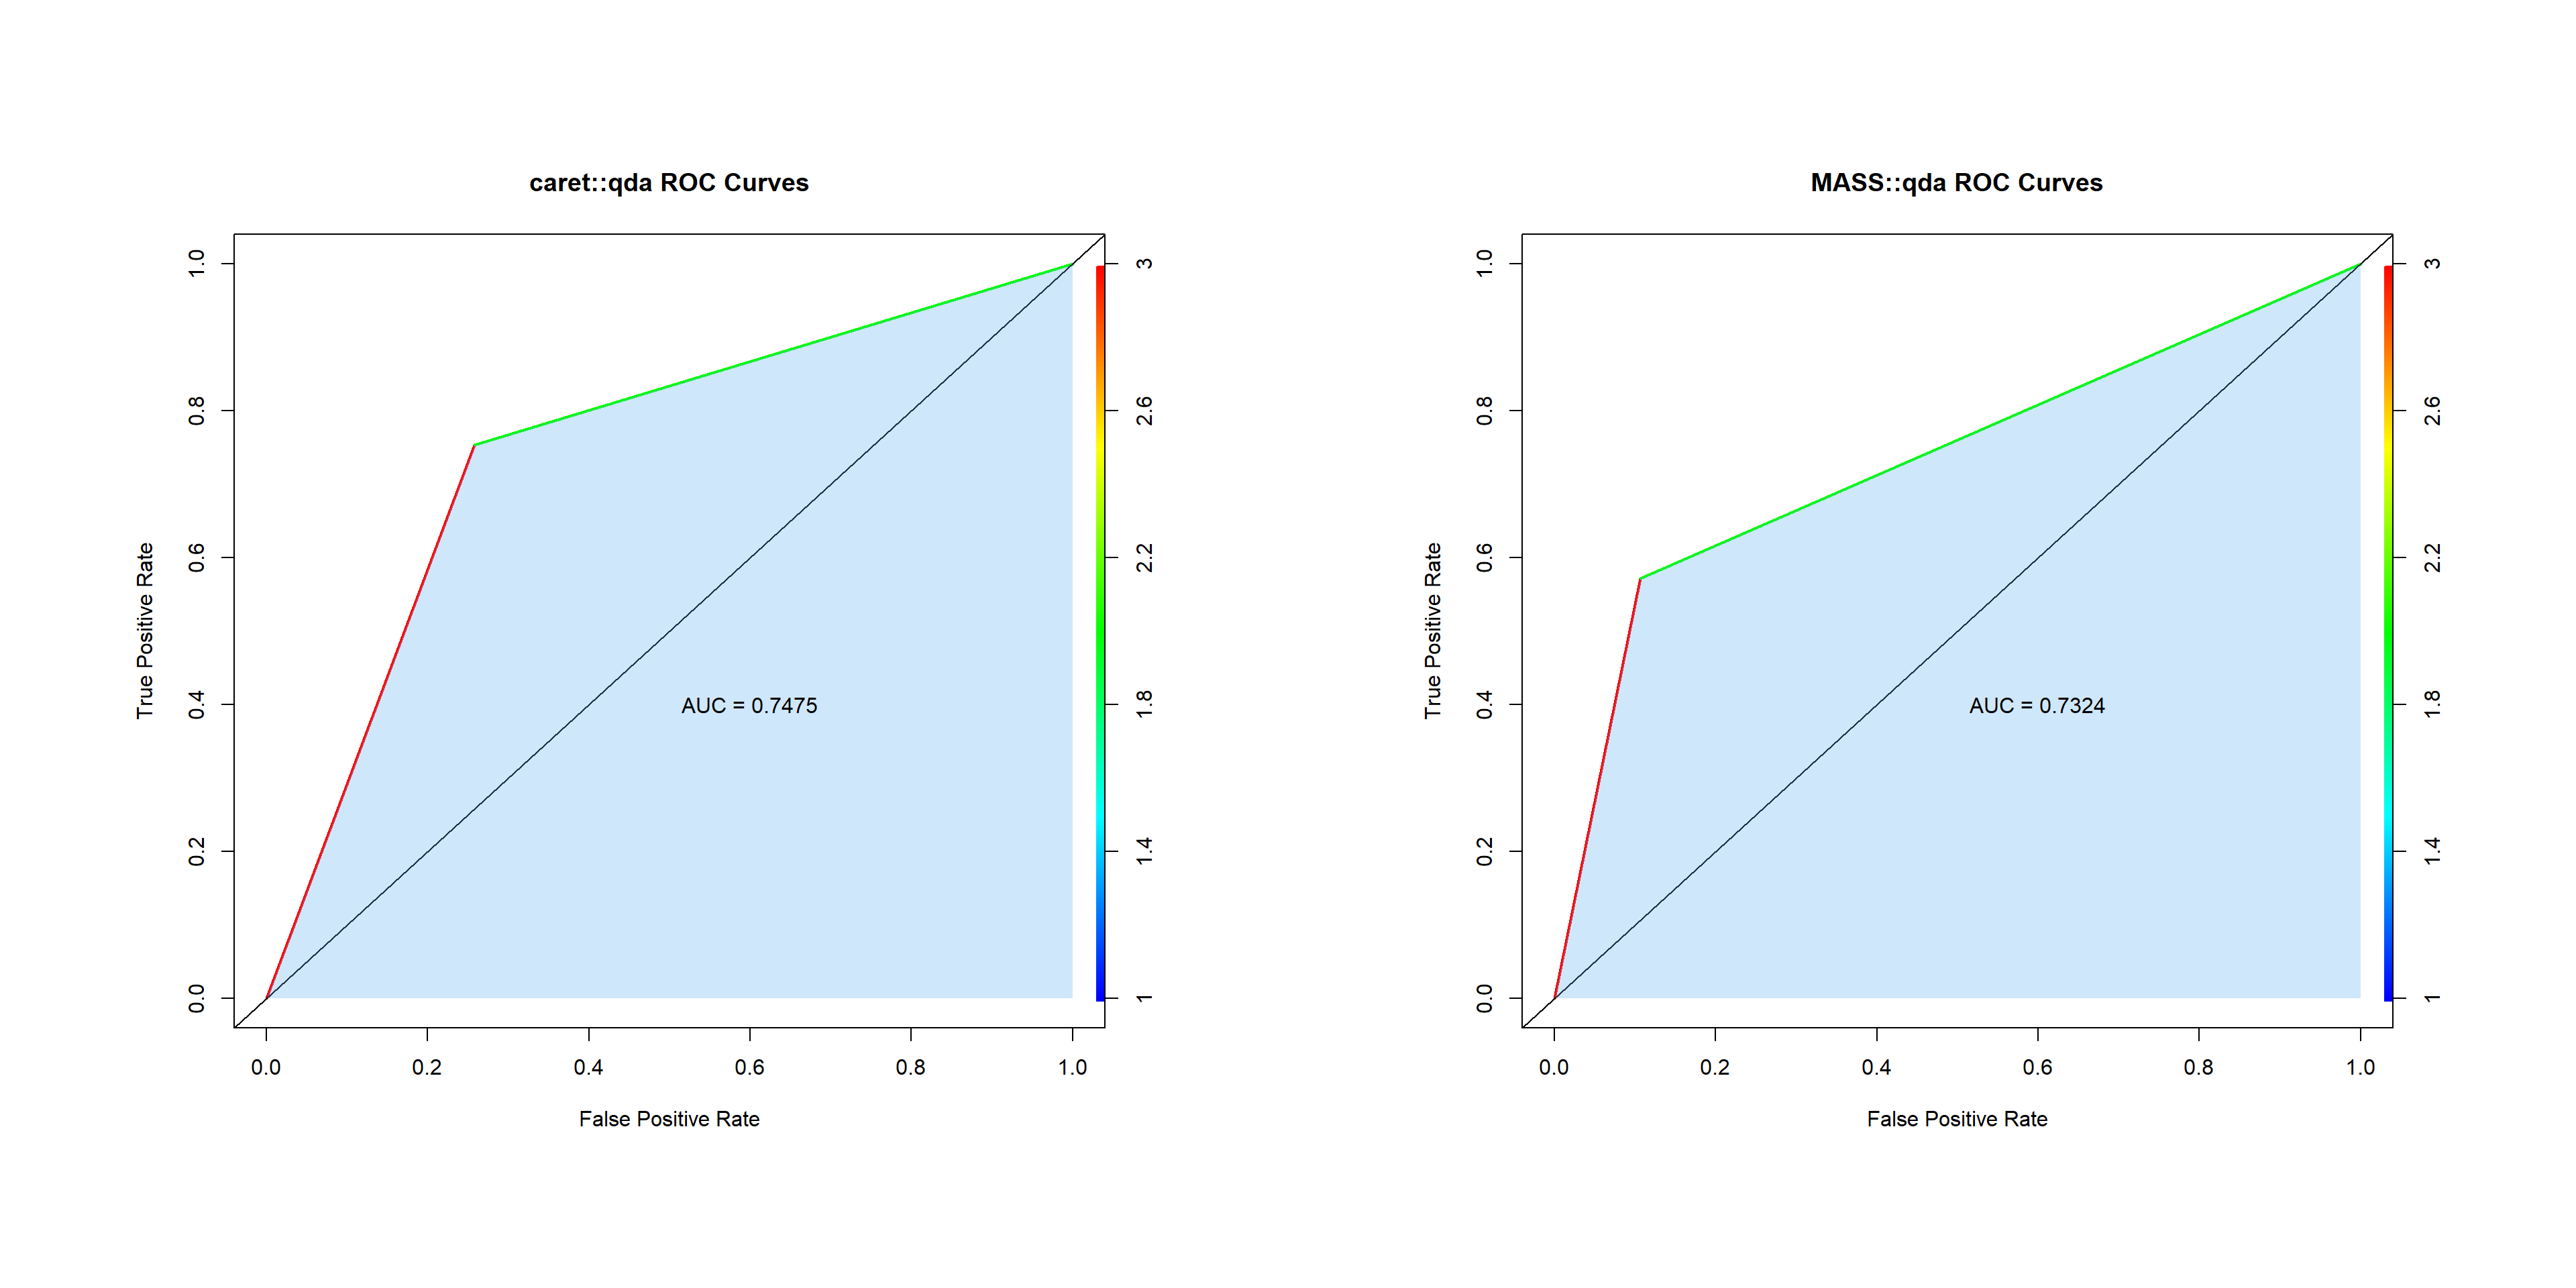 caret::qda ROC Curves
True Positive Rate
1.0
0.8
0.6
0.4
0.2
0.0
AUC = 0.7475
3
2.6
2.2
1.8
1.4
1
0.0 0.2 0.4 0.6 0.8 1.0
False Positive Rate
MASS::qda ROC Curves
True Positive Rate
1.0
0.8
0.6
0.4
0.2
0.0
AUC = 0.7324
3
2.6
2.2
1.8
1.4
1
0.0 0.2 0.4 0.6 0.8 1.0
False Positive Rate